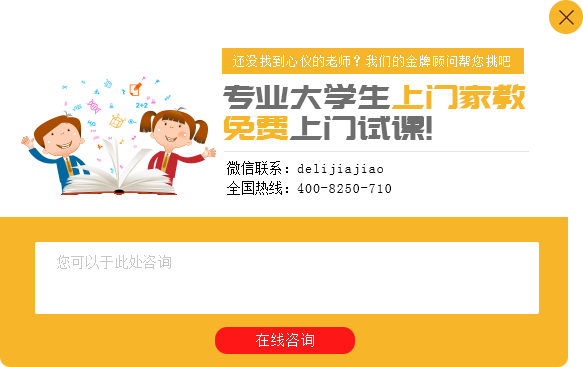 还没找到心仪的老师？我们的金牌顾问帮您挑吧
专业大学生上门家教
免费上门试课!
微信联系：delijiajiao
全国热线：400-8250-710
您可以于此处咨询
在线咨询